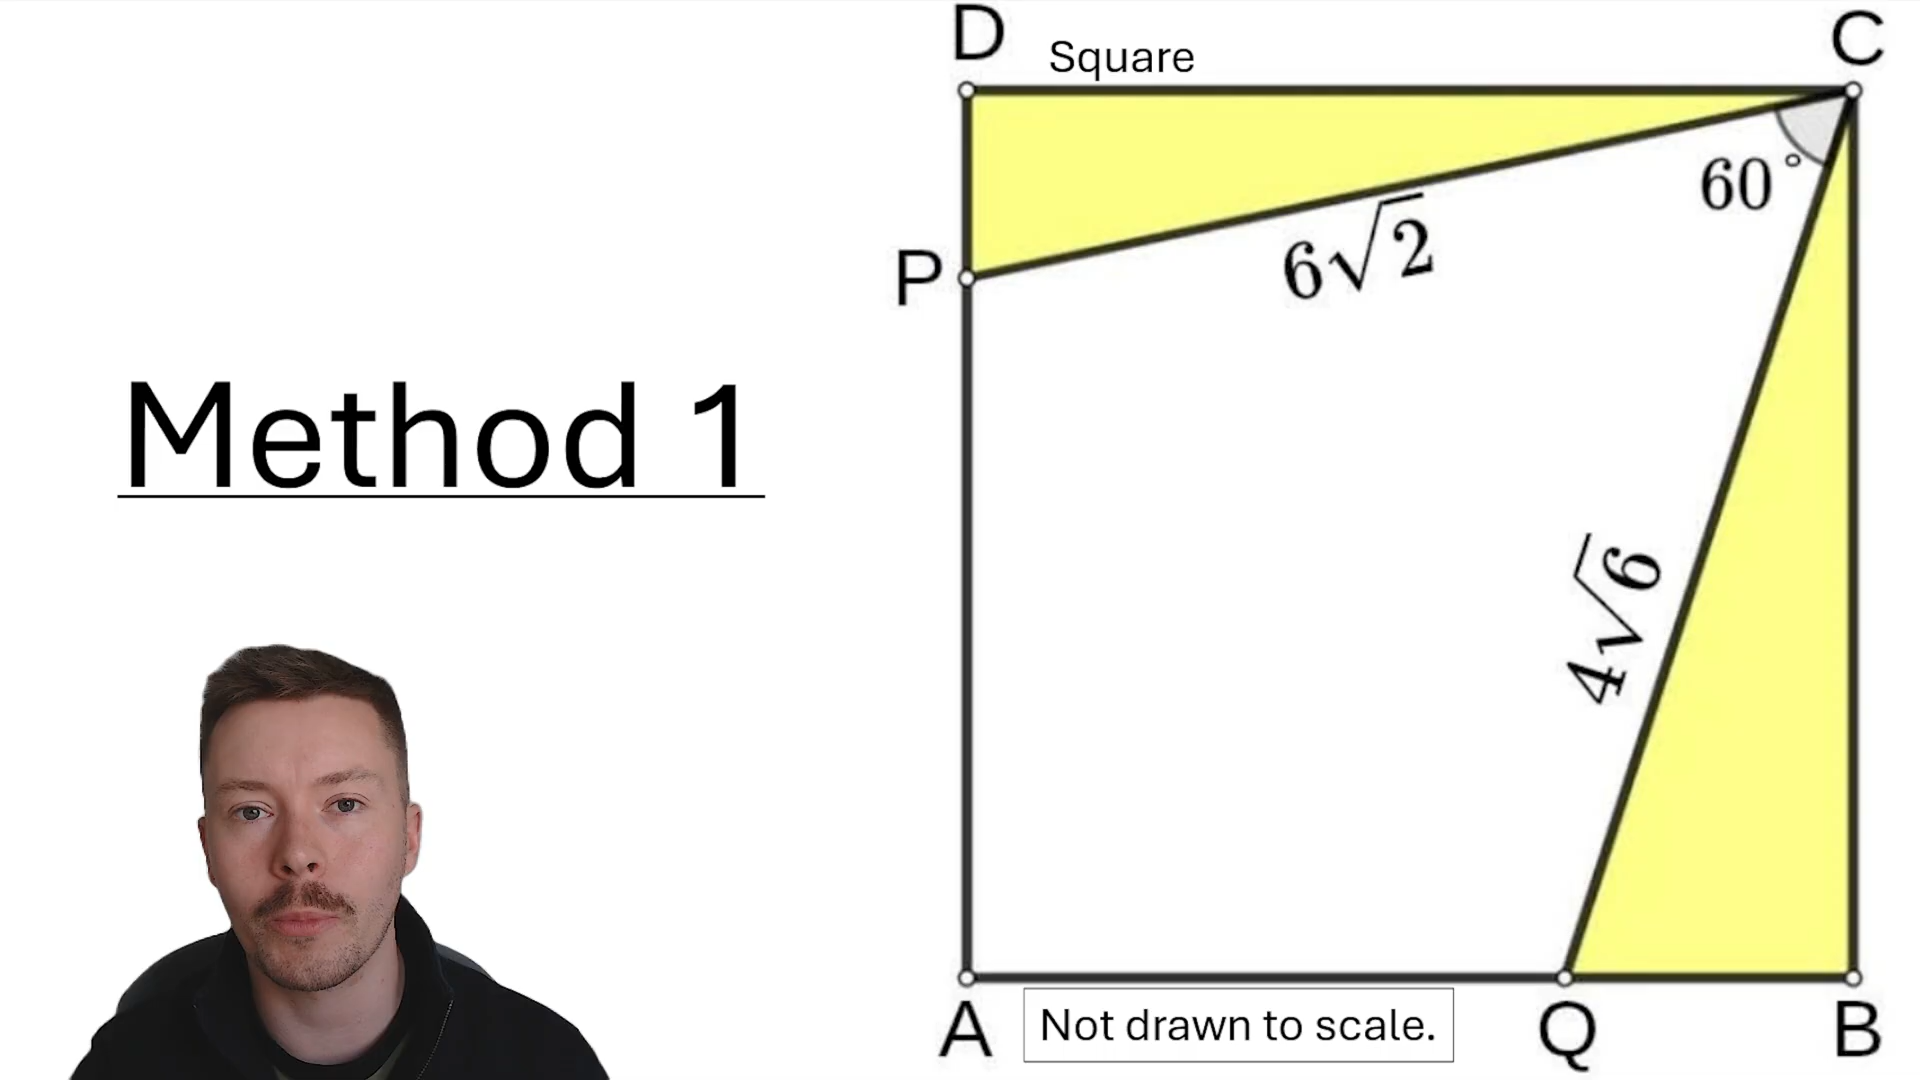 D
Square
C
60°
P
6√2
Method 1
4√6
A
Not drawn to scale.
Q
B